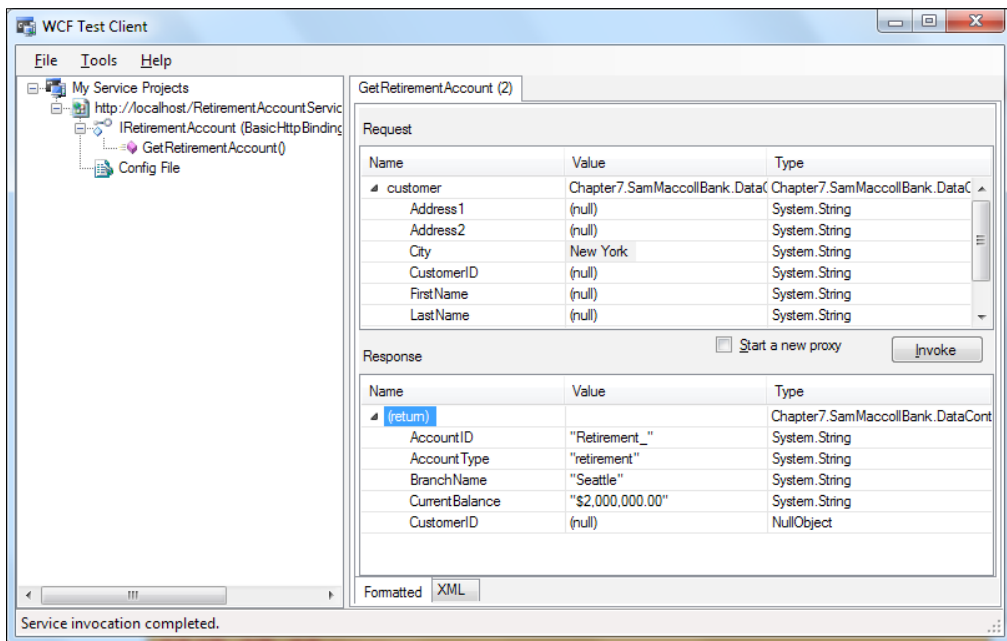 WCF Test Client
File Tools Help
My Service Projects
http://localhost/RetirementAccountServic
IRetirementAccount (BasicHttpBinding
GetRetirementAccount()
Config File
GetRetirementAccount (2)
Request
Name Value Type
customer Chapter7.SamMaccollBank.DataC Chapter7.SamMaccollBank.DataC
Address1 (null) System.String
Address2 (null) System.String
City New York System.String
CustomerID (null) System.String
FirstName (null) System.String
LastName (null) System.String
Start a new proxy Invoke
Response
Name Value Type
(return) Chapter7.SamMaccollBank.DataCont
AccountID "Retirement_" System.String
AccountType "retirement" System.String
BranchName "Seattle" System.String
CurrentBalance "$2,000,000.00" System.String
CustomerID (null) NullObject
Formatted XML
Service invocation completed.